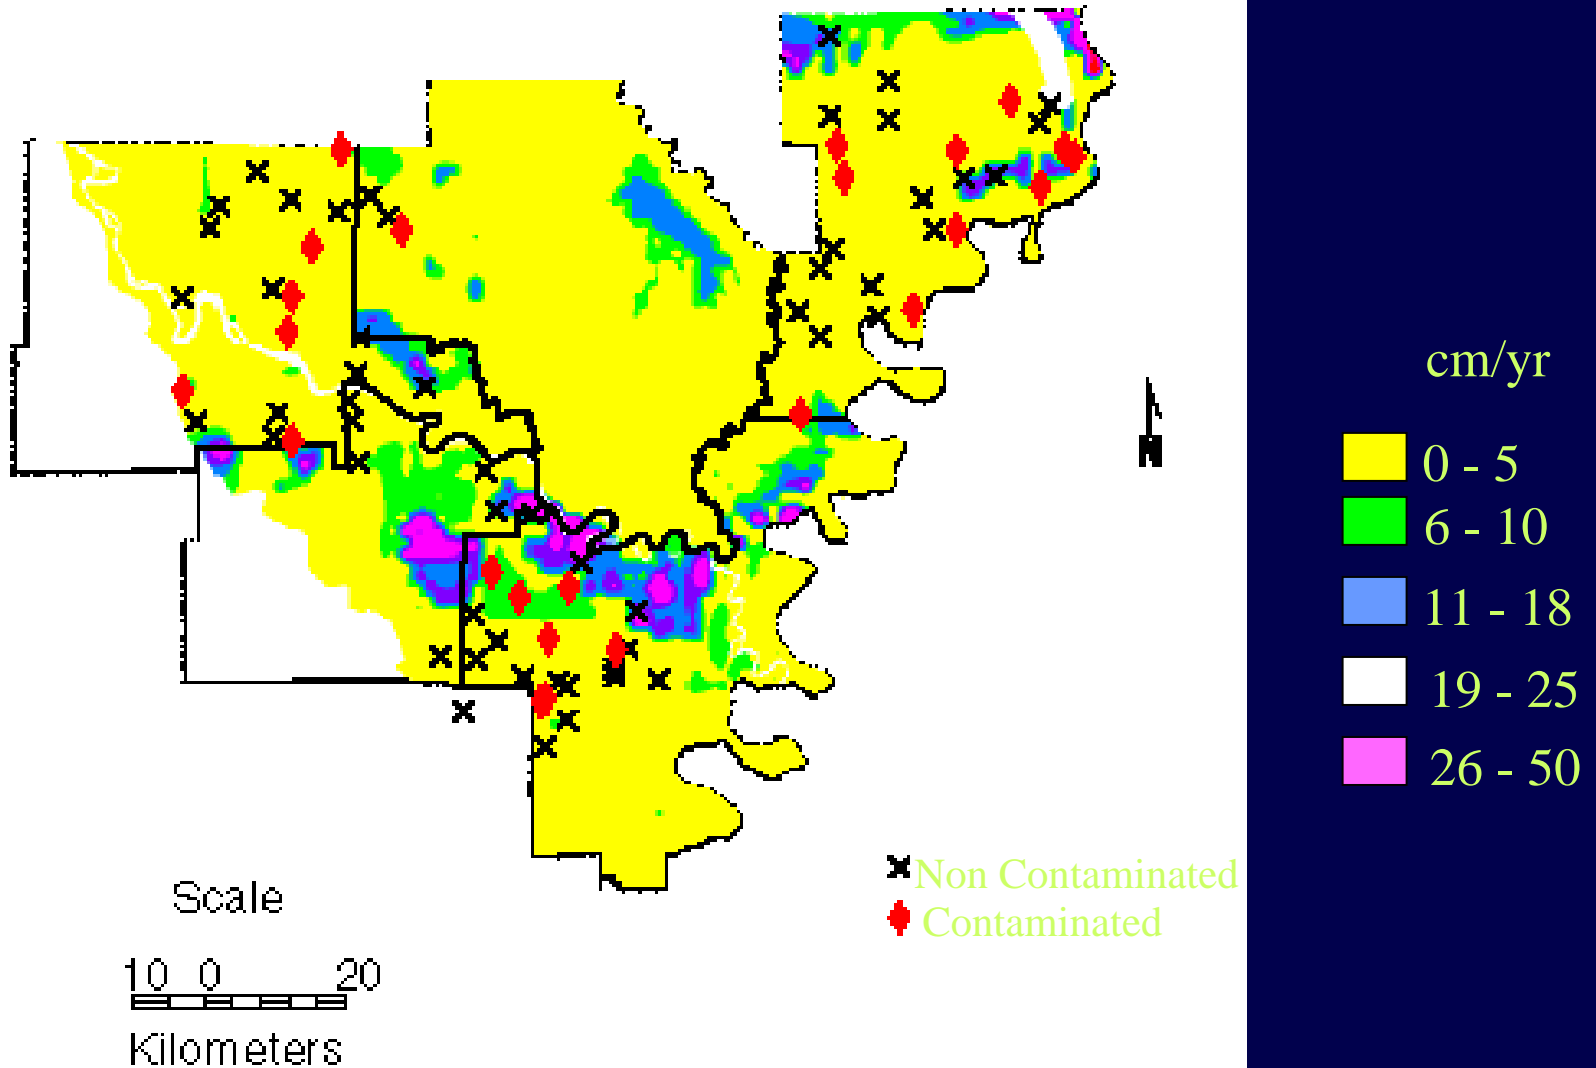 cm/yr
0 - 5
6 - 10
11 - 18
19 - 25
26 - 50
N
Non Contaminated
Contaminated
Scale
10 0 20
Kilometers